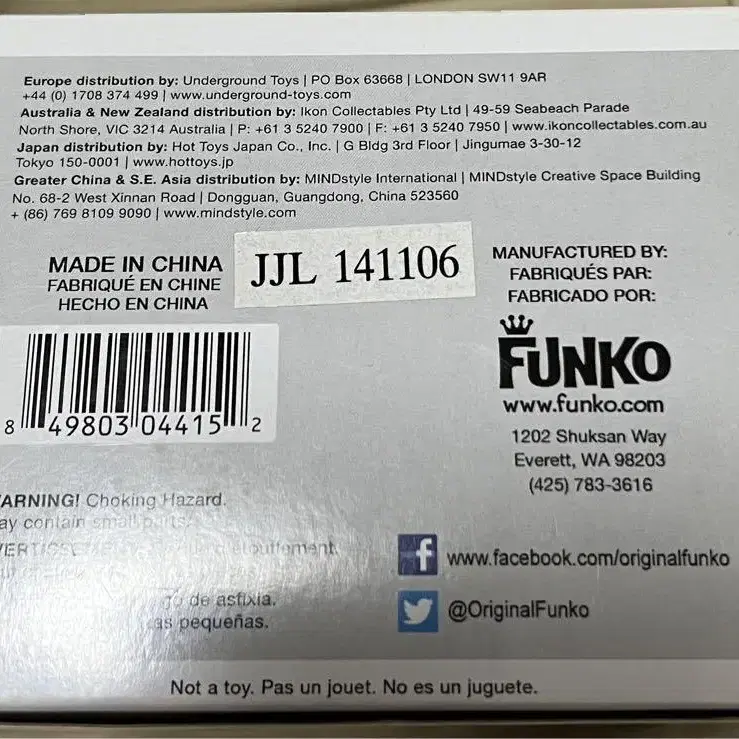 Europe distribution by: Underground Toys | PO Box 63668 | LONDON SW11 9AR
+44 (0) 1708 374 499 | www.underground-toys.com
Australia & New Zealand distribution by: Ikon Collectables Pty Ltd | 49-59 Seabeach Parade
North Shore, VIC 3214 Australia | P: +61 3 5240 7900 | F: +61 3 5240 7950 | www.ikoncollectables.com.au
Japan distribution by: Hot Toys Japan Co., Inc. | G Bldg 3rd Floor | Jingumae 3-30-12
Tokyo 150-0001 | www.hottoys.jp
Greater China & S.E. Asia distribution by: MINDstyle International | MINDstyle Creative Space Building
No. 68-2 West Xinnan Road | Dongguan, Guangdong, China 523560
+ (86) 769 8109 9090 | www.mindstyle.com
MADE IN CHINA
FABRIQUÉ EN CHINE
HECHO EN CHINA
JJL 141106
MANUFACTURED BY:
FABRIQUÉS PAR:
FABRICADO POR:
FUNKO
www.funko.com
1202 Shuksan Way
Everett, WA 98203
(425) 783-3616
8 49803 04415 2
ARNING! Choking Hazard.
ay contain small parts.
de asfixia.
as pequeñas.
f www.facebook.com/originalfunko
@OriginalFunko
Not a toy. Pas un jouet. No es un juguete.